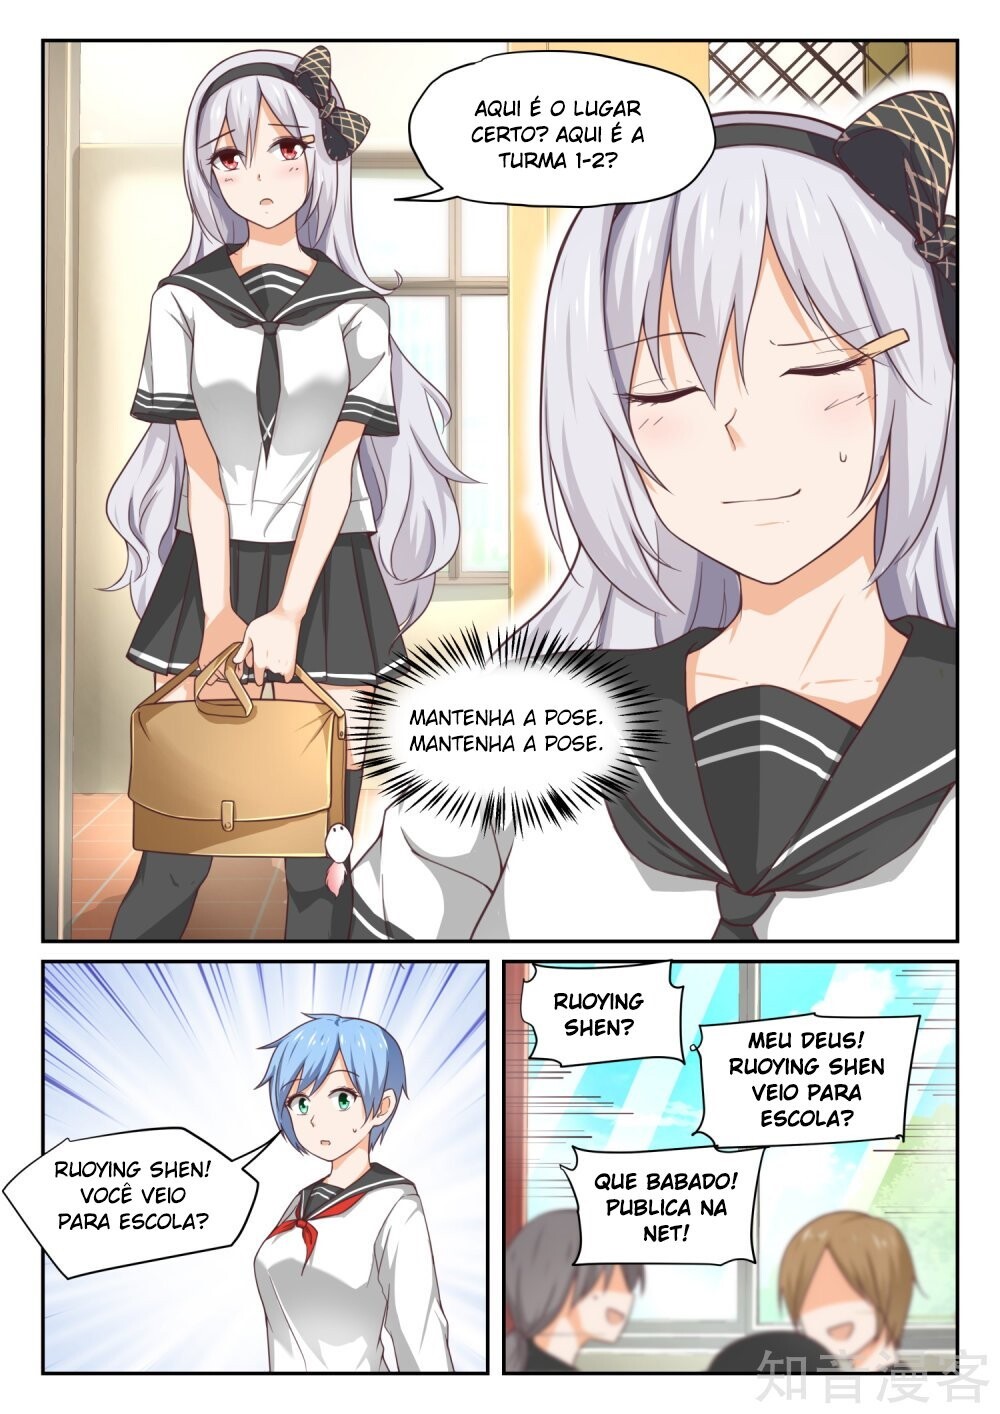 AQUI É O LUGAR
CERTO? AQUI É A
TURMA 1-2?
MANTENHA A POSE.
MANTENHA A POSE.
RUOYING SHEN!
VOCÊ VEIO
PARA ESCOLA?
RUOYING
SHEN?
MEU DEUS!
RUOYING SHEN
VEIO PARA
ESCOLA?
QUE BABADO!
PUBLICA NA
NET!
知音漫客